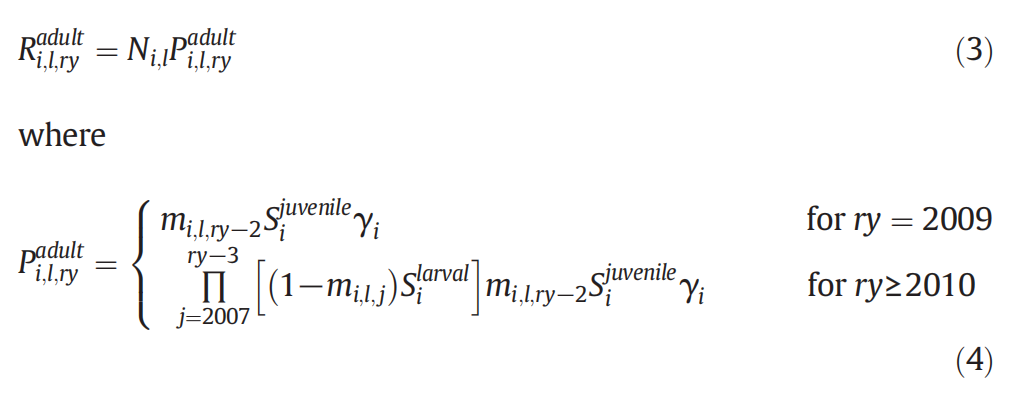 R_{i,l,ry}^{adult} = N_{i,l}P_{i,l,ry}^{adult} (3)
where
P_{i,l,ry}^{adult} = { m_{i,l,ry−2}S_i^{juvenile}γ_i for ry = 2009
∏_{j=2007}^{ry−3} [(1−m_{i,l,j})S_i^{larval}] m_{i,l,ry−2}S_i^{juvenile}γ_i for ry≥2010
(4)